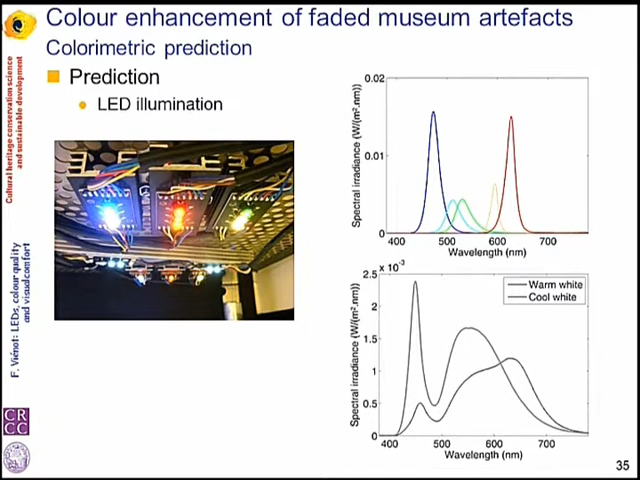 Colour enhancement of faded museum artefacts
Colorimetric prediction
Prediction
LED illumination
Cultural heritage conservation science
and sustainable development
F. Viénot: LEDs, colour quality
and visual comfort
CR
CC
Spectral irradiance (W/(m².nm))
0.02
0.01
0
400 500 600 700
Wavelength (nm)
x 10⁻³
Spectral irradiance (W/(m².nm))
2.5
2
1.5
1
0.5
0
Warm white
Cool white
400 500 600 700
Wavelength (nm)
35